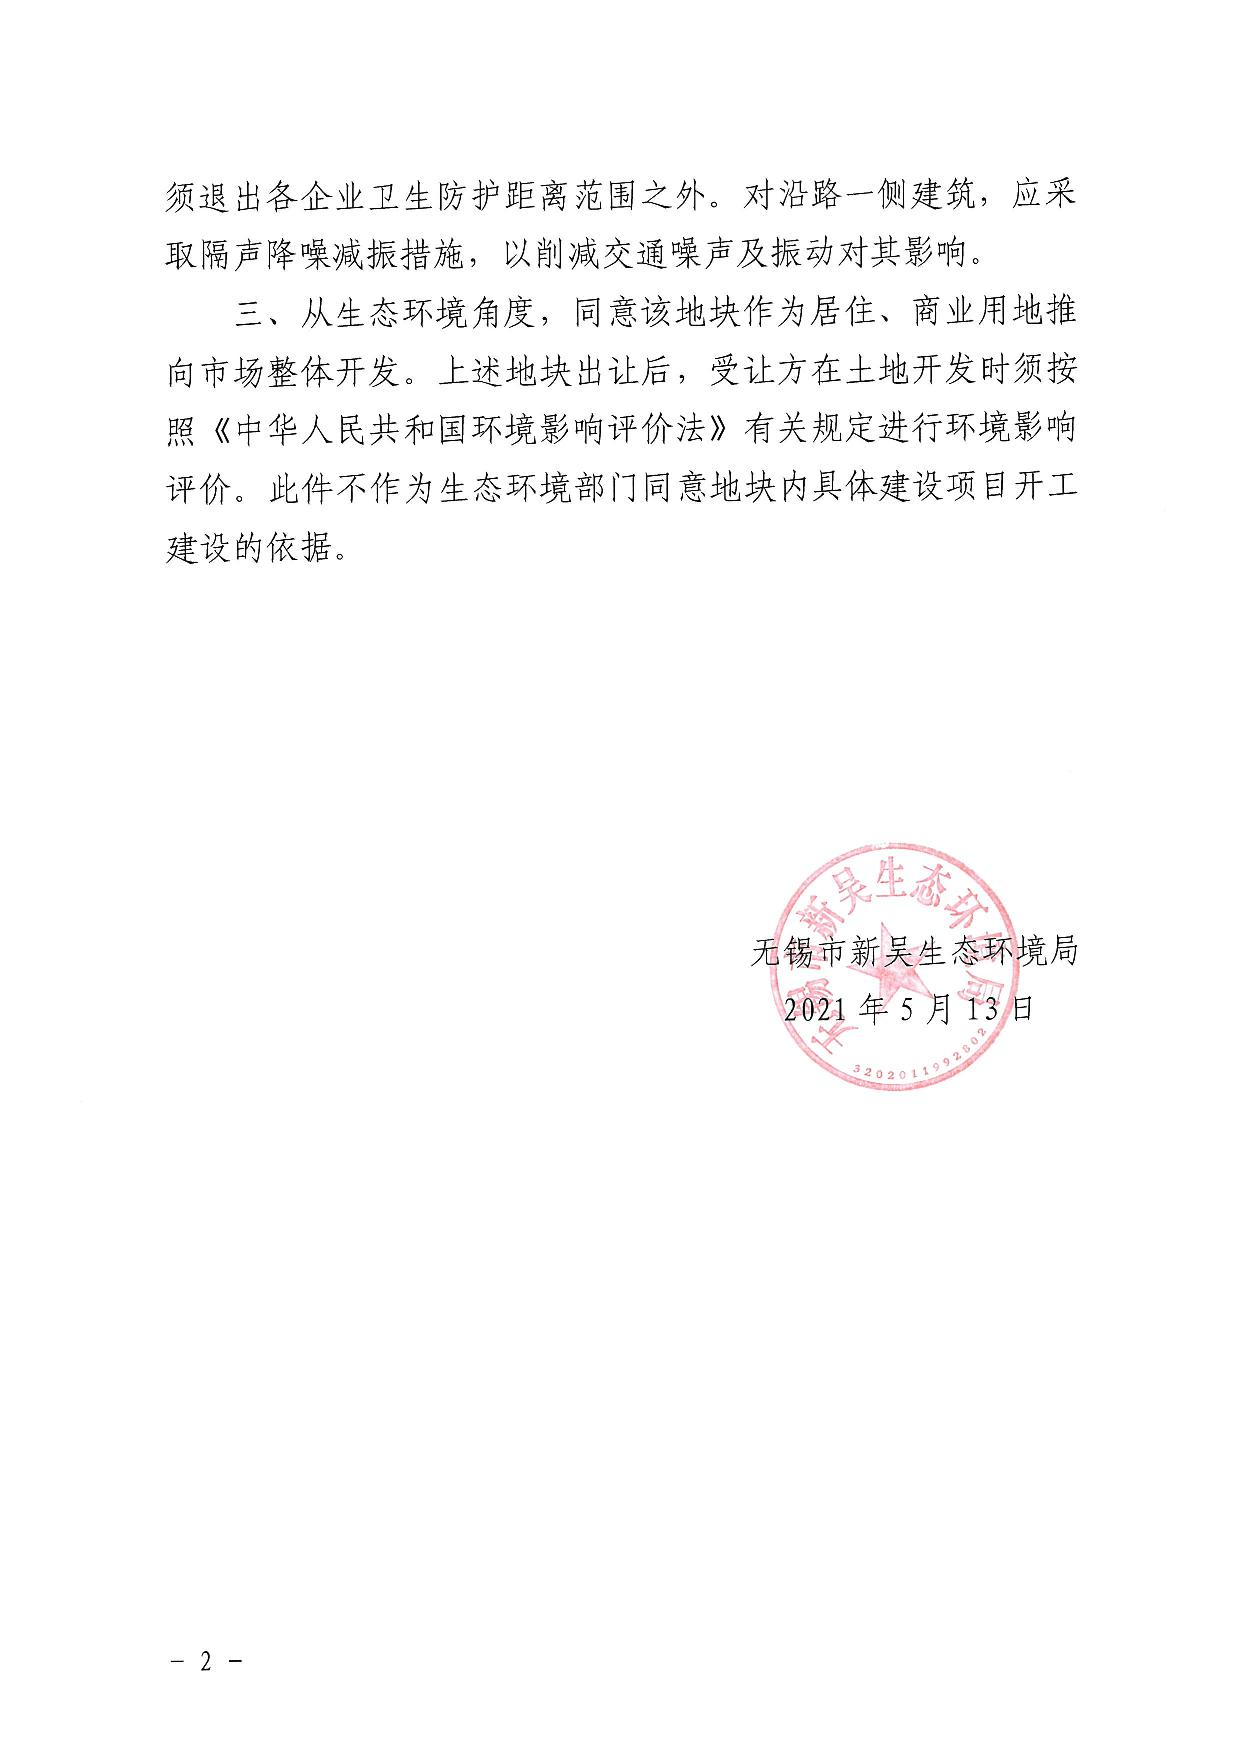 须退出各企业卫生防护距离范围之外。对沿路一侧建筑，应采
取隔声降噪减振措施，以削减交通噪声及振动对其影响。
三、从生态环境角度，同意该地块作为居住、商业用地推
向市场整体开发。上述地块出让后，受让方在土地开发时须按
照《中华人民共和国环境影响评价法》有关规定进行环境影响
评价。此件不作为生态环境部门同意地块内具体建设项目开工
建设的依据。
无锡市新吴生态环境局
无锡市新吴生态环境局
2021 年 5 月 13 日
3202011992802
- 2 -